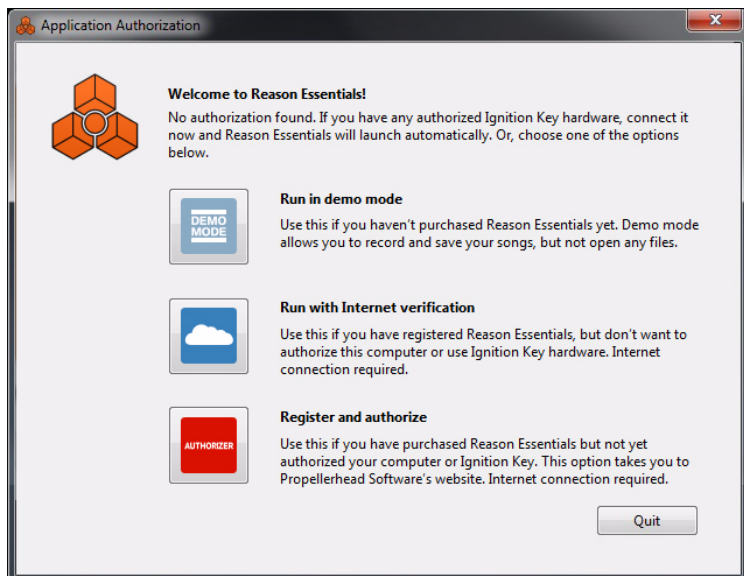 Application Authorization
Welcome to Reason Essentials!
No authorization found. If you have any authorized Ignition Key hardware, connect it
now and Reason Essentials will launch automatically. Or, choose one of the options
below.
DEMO
MODE
Run in demo mode
Use this if you haven't purchased Reason Essentials yet. Demo mode
allows you to record and save your songs, but not open any files.
Run with Internet verification
Use this if you have registered Reason Essentials, but don't want to
authorize this computer or use Ignition Key hardware. Internet
connection required.
AUTHORIZER
Register and authorize
Use this if you have purchased Reason Essentials but not yet
authorized your computer or Ignition Key. This option takes you to
Propellerhead Software's website. Internet connection required.
Quit